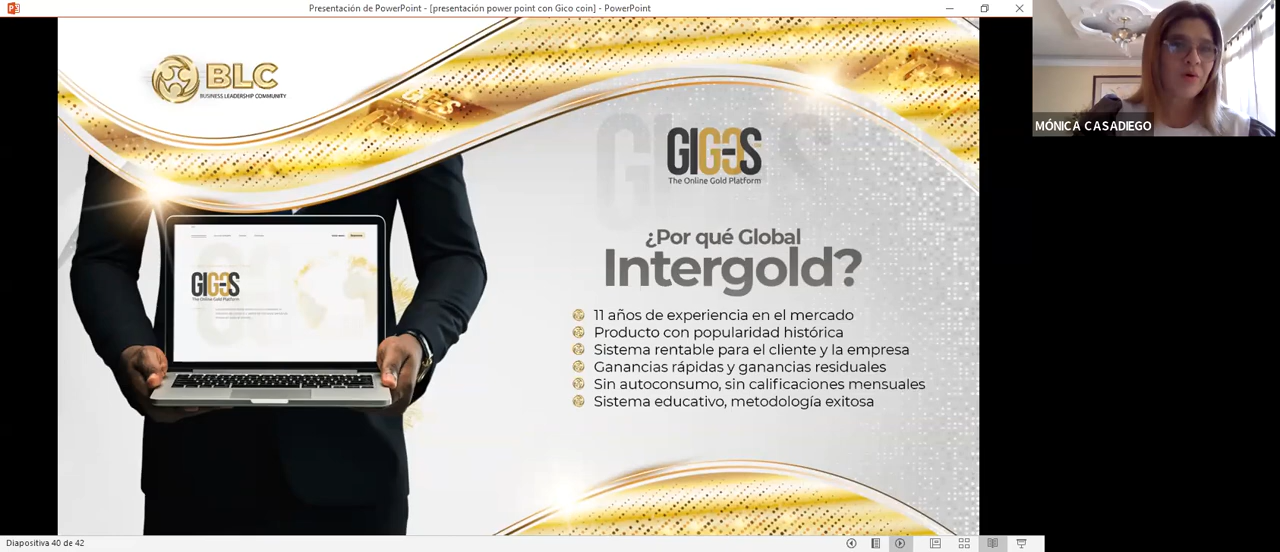 Presentación de PowerPoint - [presentación power point con Gico coin] - PowerPoint
BLC
BUSINESS LEADERSHIP COMMUNITY
MÓNICA CASADIEGO
GIGOS
The Online Gold Platform
¿Por qué Global
Intergold?
11 años de experiencia en el mercado
Producto con popularidad histórica
Sistema rentable para el cliente y la empresa
Ganancias rápidas y ganancias residuales
Sin autoconsumo, sin calificaciones mensuales
Sistema educativo, metodología exitosa
GIGOS
The Online Gold Platform
Diapositiva 40 de 42